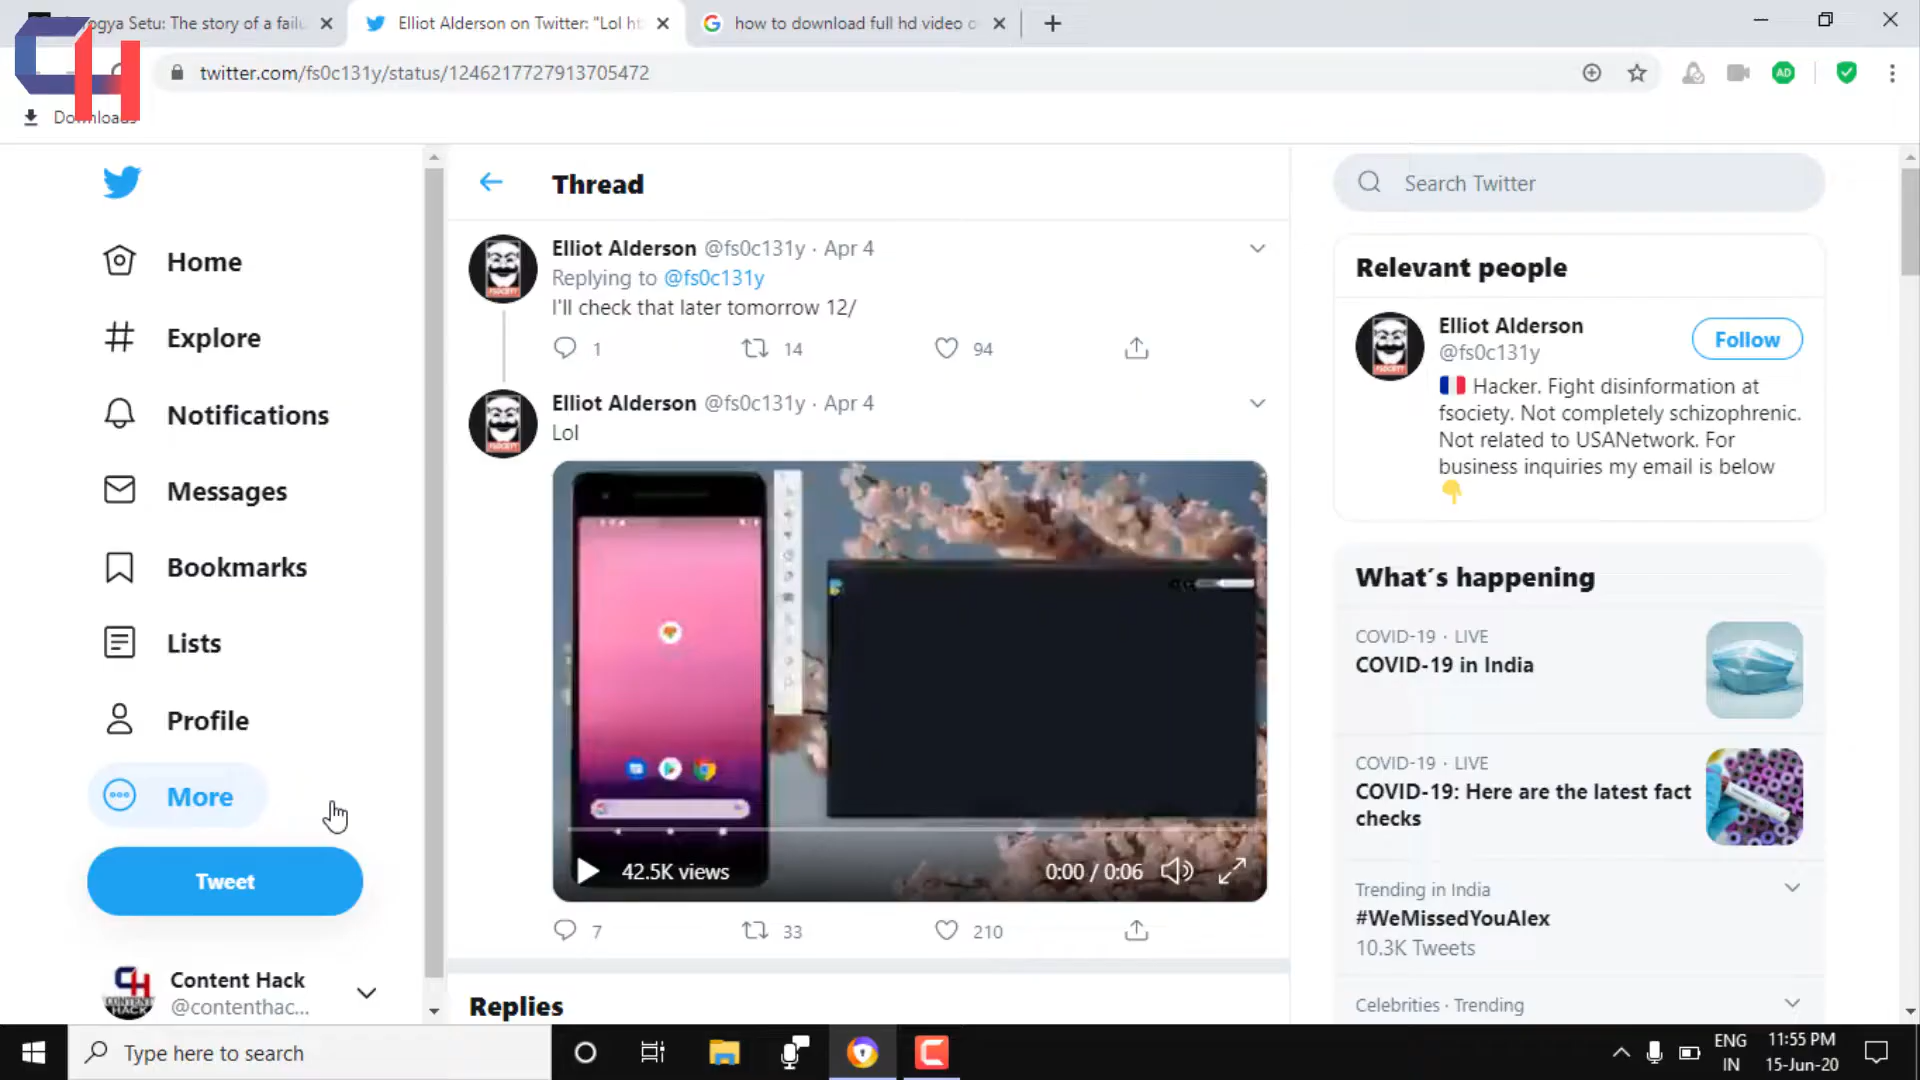 ogya Setu: The story of a failu
Elliot Alderson on Twitter: "Lol ht
how to download full hd video o
twitter.com/fs0c131y/status/1246217727913705472
AD
Downloads
Home
Explore
Notifications
Messages
Bookmarks
Lists
Profile
More
Tweet
CONTENT
HACK
Content Hack
@contenthac...
Thread
Elliot Alderson @fs0c131y · Apr 4
Replying to @fs0c131y
I'll check that later tomorrow 12/
1 14 94
Elliot Alderson @fs0c131y · Apr 4
Lol
42.5K views
0:00 / 0:06
7 33 210
Replies
Search Twitter
Relevant people
Elliot Alderson
@fs0c131y
Follow
Hacker. Fight disinformation at
fsociety. Not completely schizophrenic.
Not related to USANetwork. For
business inquiries my email is below
What´s happening
COVID-19 · LIVE
COVID-19 in India
COVID-19 · LIVE
COVID-19: Here are the latest fact
checks
Trending in India
#WeMissedYouAlex
10.3K Tweets
Celebrities · Trending
Type here to search
ENG
IN
11:55 PM
15-Jun-20